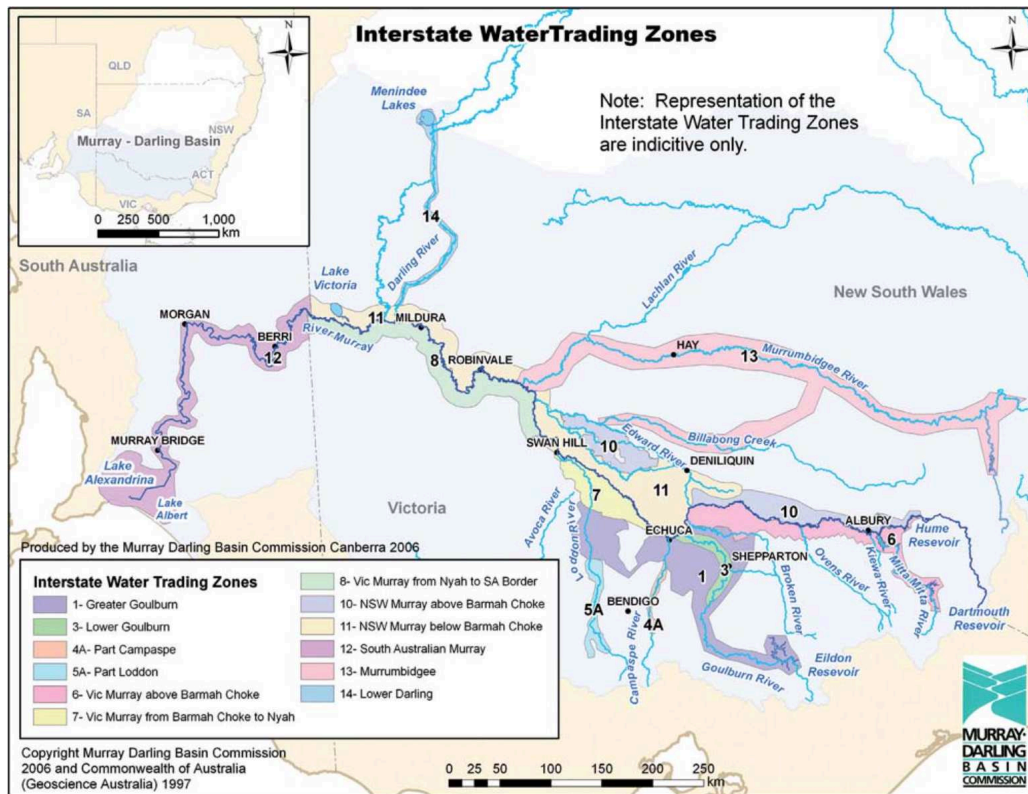 Interstate WaterTrading Zones
N
N
QLD
SA
NSW
Murray - Darling Basin
ACT
VIC
0 250 500 1,000
km
Note: Representation of the
Interstate Water Trading Zones
are indicitive only.
Menindee
Lakes
14
Darling River
Lachlan River
South Australia
New South Wales
Lake
Victoria
MORGAN
BERRI
12
River Murray
11
MILDURA
8
ROBINVALE
HAY
13
Murrumbidgee River
MURRAY BRIDGE
Lake
Alexandrina
Lake
Albert
SWAN HILL
10
Edward River
Billabong Creek
DENILIQUIN
7
11
10
Victoria
Avoca River
Loddon River
ECHUCA
ALBURY
Hume
Resevoir
6
SHEPPARTON
1
3
Broken River
Ovens River
Kiewa River
Mitta Mitta River
Dartmouth
Resevoir
5A
BENDIGO
4A
Campaspe River
Goulburn River
Eildon
Resevoir
Produced by the Murray Darling Basin Commission Canberra 2006
Interstate Water Trading Zones
1- Greater Goulburn
3- Lower Goulburn
4A- Part Campaspe
5A- Part Loddon
6- Vic Murray above Barmah Choke
7- Vic Murray from Barmah Choke to Nyah
8- Vic Murray from Nyah to SA Border
10- NSW Murray above Barmah Choke
11- NSW Murray below Barmah Choke
12- South Australian Murray
13- Murrumbidgee
14- Lower Darling
Copyright Murray Darling Basin Commission
2006 and Commonwealth of Australia
(Geoscience Australia) 1997
0 25 50 100 150 200 250
km
MURRAY-
DARLING
BASIN
COMMISSION